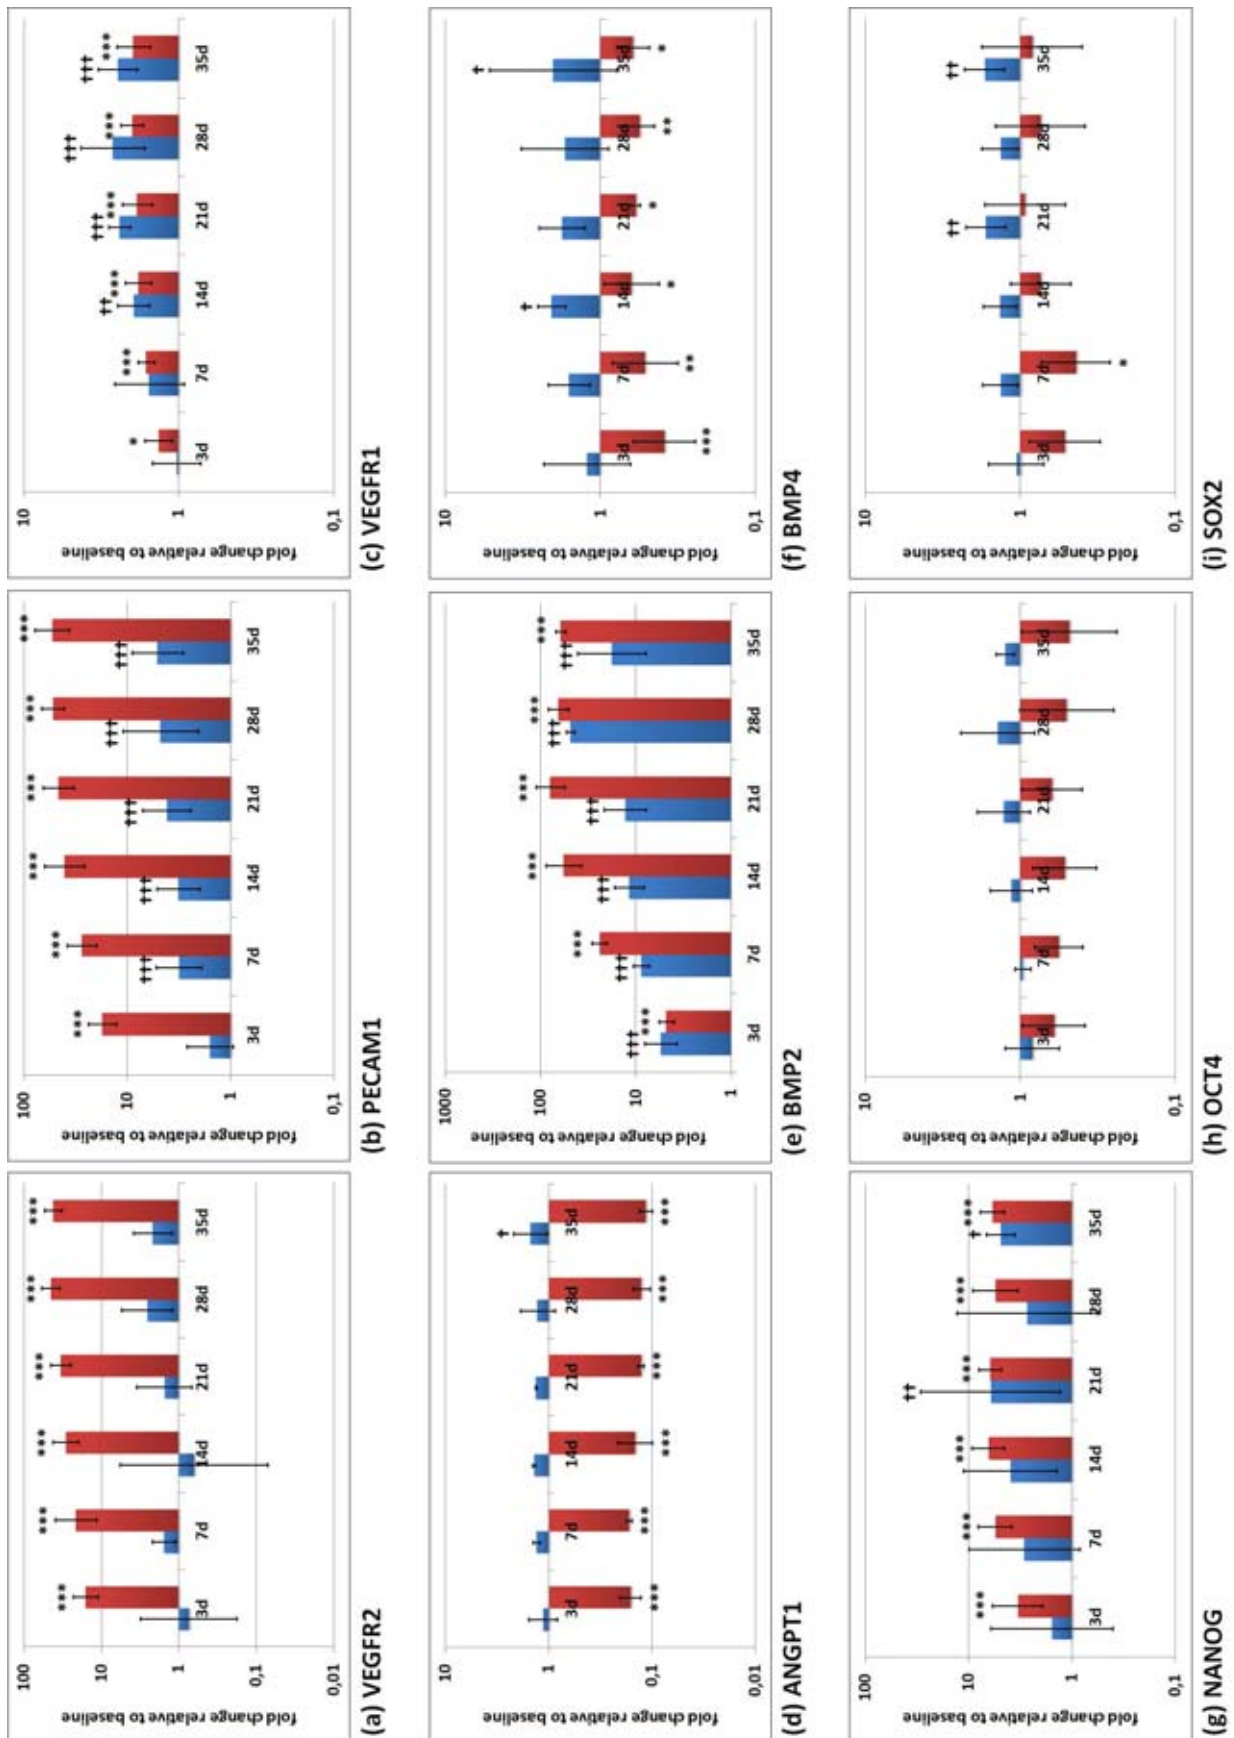 fold change relative to baseline
100
10
1
0,1
0,01
***
***
***
***
***
***
3d
7d
14d
21d
28d
35d
(a) VEGFR2
fold change relative to baseline
100
10
1
0,1
***
†††
***
†††
***
†††
***
†††
***
†††
***
3d
7d
14d
21d
28d
35d
(b) PECAM1
fold change relative to baseline
10
1
0,1
*
***
††
***
†††
***
†††
***
†††
***
3d
7d
14d
21d
28d
35d
(c) VEGFR1
fold change relative to baseline
10
1
0,1
0,01
†
3d
7d
14d
21d
28d
35d
***
***
***
***
***
***
(d) ANGPT1
fold change relative to baseline
1000
100
10
1
†††
***
†††
***
†††
***
†††
***
†††
***
†††
***
3d
7d
14d
21d
28d
35d
(e) BMP2
fold change relative to baseline
10
1
0,1
†
†
3d
7d
14d
21d
28d
35d
***
**
*
*
**
*
(f) BMP4
fold change relative to baseline
100
10
1
0,1
***
***
***
††
***
***
†
***
3d
7d
14d
21d
28d
35d
(g) NANOG
fold change relative to baseline
10
1
0,1
3d
7d
14d
21d
28d
35d
(h) OCT4
fold change relative to baseline
10
1
0,1
††
††
3d
7d
14d
21d
28d
35d
*
(i) SOX2